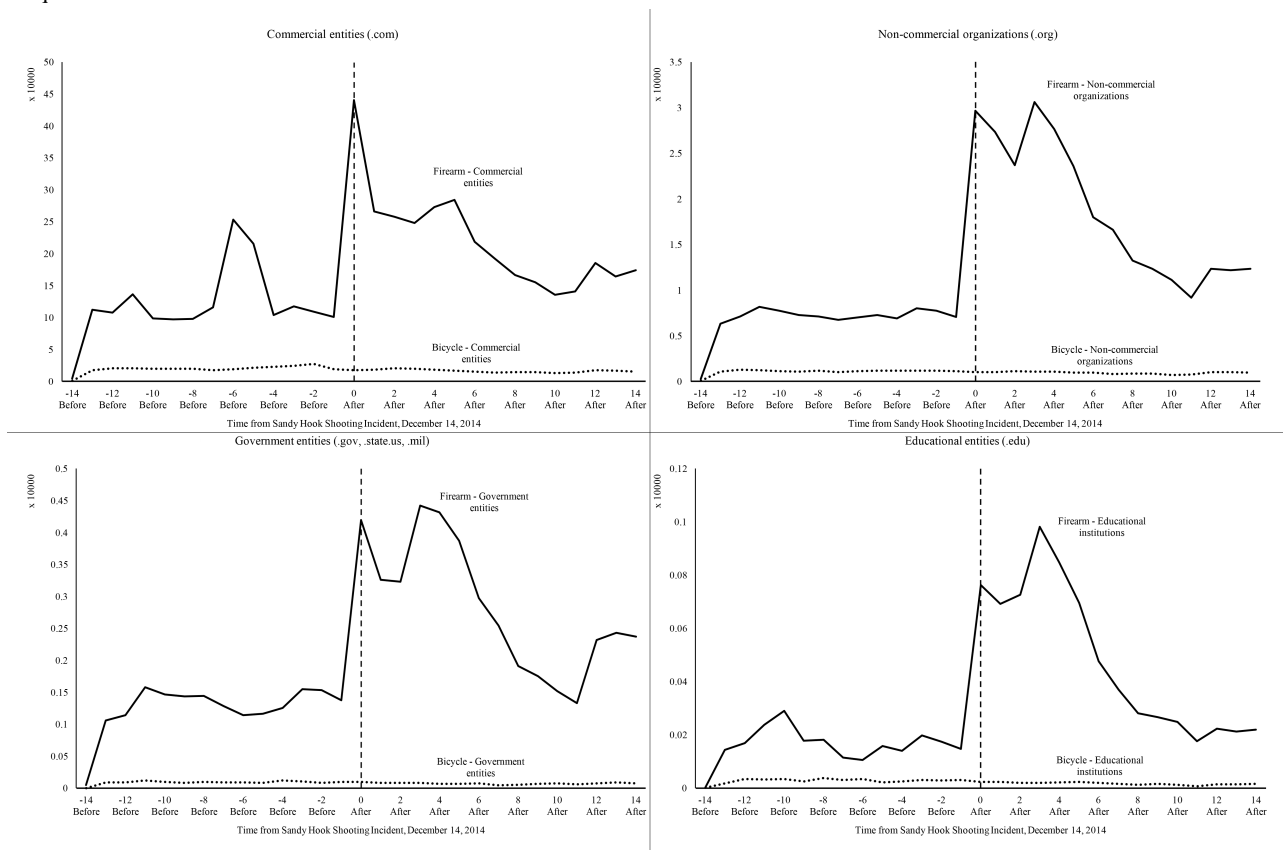 Commercial entities (.com)
x 10000
50
45
40
35
30
25
20
15
10
5
0
Firearm - Commercial
entities
Bicycle - Commercial
entities
-14 -12 -10 -8 -6 -4 -2 0 2 4 6 8 10 12 14
Before Before Before Before Before Before Before After After After After After After After After
Time from Sandy Hook Shooting Incident, December 14, 2014
Non-commercial organizations (.org)
x 10000
3.5
3
2.5
2
1.5
1
0.5
0
Firearm - Non-commercial
organizations
Bicycle - Non-commercial
organizations
-14 -12 -10 -8 -6 -4 -2 0 2 4 6 8 10 12 14
Before Before Before Before Before Before Before After After After After After After After After
Time from Sandy Hook Shooting Incident, December 14, 2014
Government entities (.gov, .state.us, .mil)
x 10000
0.5
0.45
0.4
0.35
0.3
0.25
0.2
0.15
0.1
0.05
0
Firearm - Government
entities
Bicycle - Government
entities
-14 -12 -10 -8 -6 -4 -2 0 2 4 6 8 10 12 14
Before Before Before Before Before Before Before After After After After After After After After
Time from Sandy Hook Shooting Incident, December 14, 2014
Educational entities (.edu)
x 10000
0.12
0.1
0.08
0.06
0.04
0.02
0
Firearm - Educational
institutions
Bicycle - Educational
institutions
-14 -12 -10 -8 -6 -4 -2 0 2 4 6 8 10 12 14
Before Before Before Before Before Before Before After After After After After After After After
Time from Sandy Hook Shooting Incident, December 14, 2014